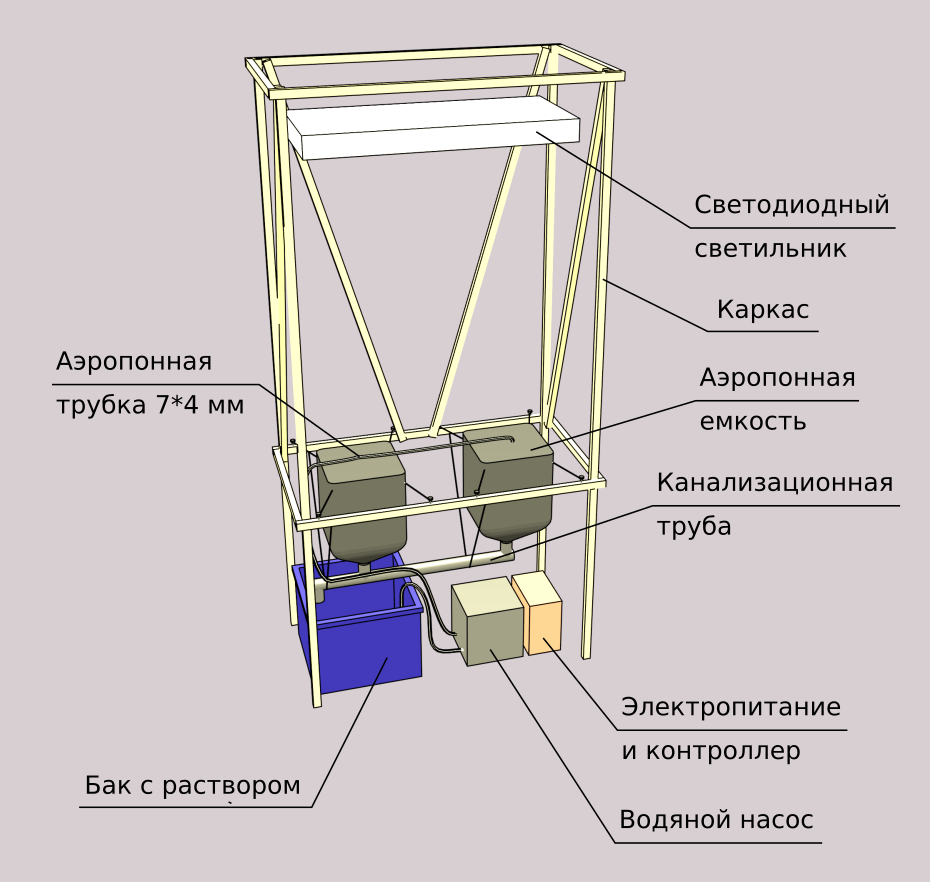 Светодиодный
светильник
Каркас
Аэропонная
трубка 7*4 мм
Аэропонная
емкость
Канализационная
труба
Электропитание
и контроллер
Бак с раствором
Водяной насос